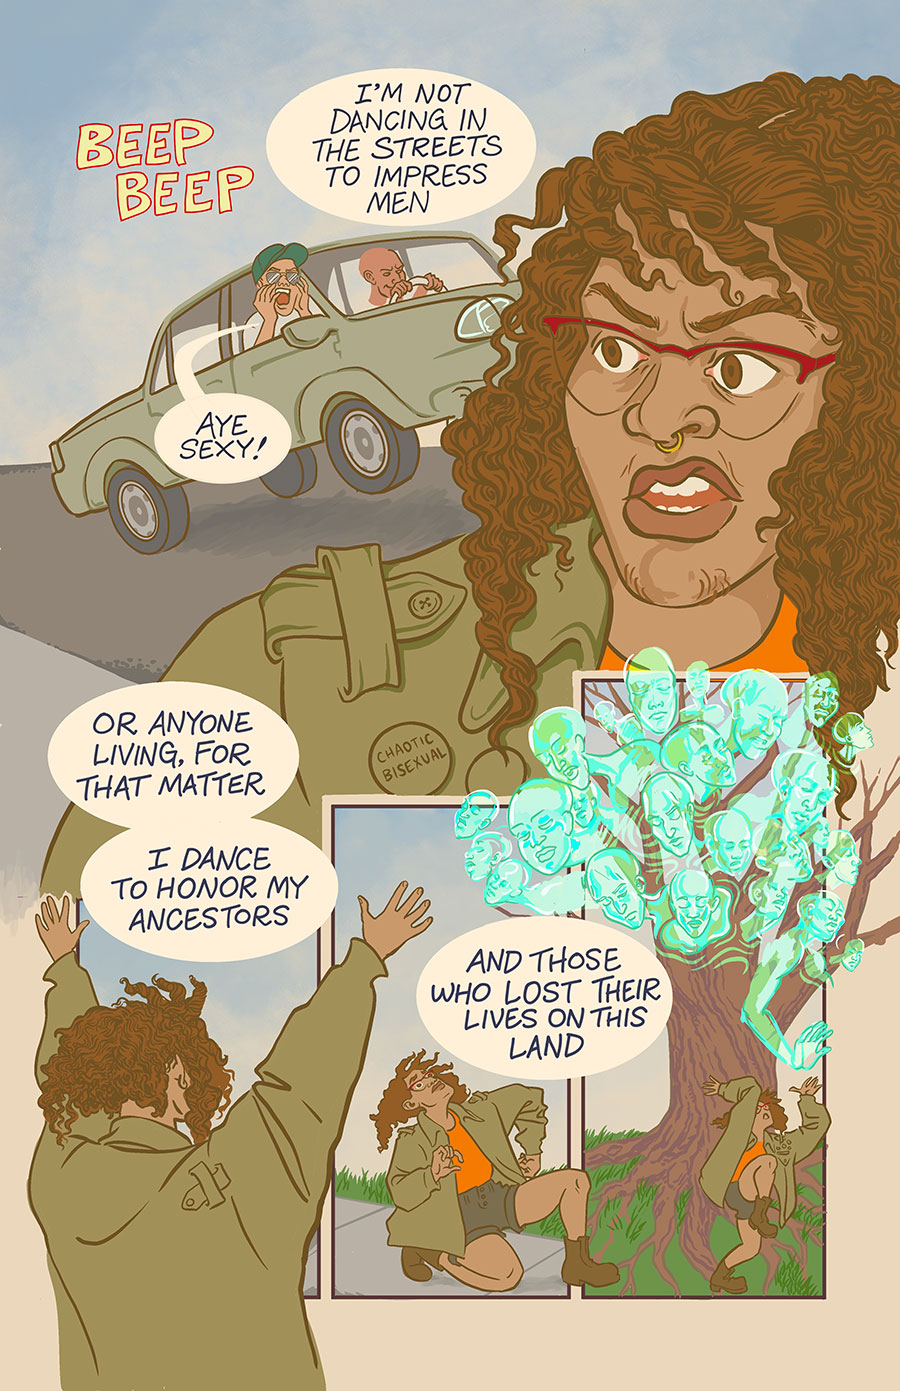 BEEP
BEEP
I'M NOT
DANCING IN
THE STREETS
TO IMPRESS
MEN
AYE
SEXY!
CHAOTIC
BISEXUAL
OR ANYONE
LIVING, FOR
THAT MATTER
I DANCE
TO HONOR MY
ANCESTORS
AND THOSE
WHO LOST THEIR
LIVES ON THIS
LAND